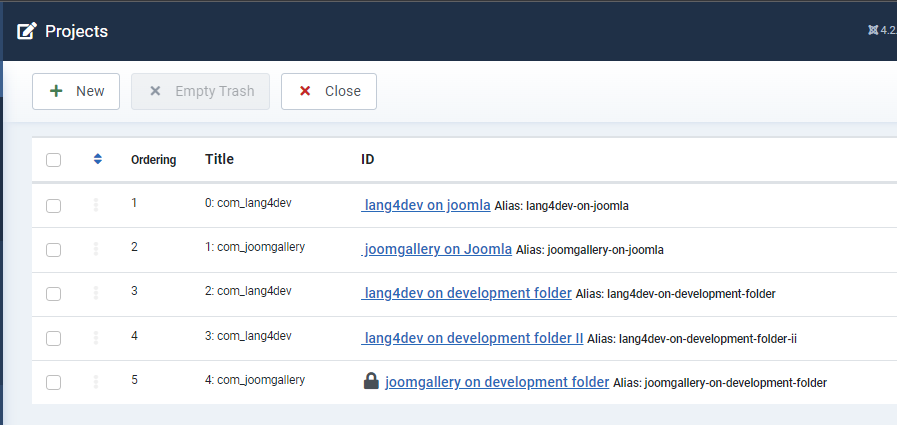 Projects
4.2.
New Empty Trash Close
Ordering Title ID
1 0: com_lang4dev lang4dev on joomla Alias: lang4dev-on-joomla
2 1: com_joomgallery joomgallery on Joomla Alias: joomgallery-on-joomla
3 2: com_lang4dev lang4dev on development folder Alias: lang4dev-on-development-folder
4 3: com_lang4dev lang4dev on development folder II Alias: lang4dev-on-development-folder-ii
5 4: com_joomgallery joomgallery on development folder Alias: joomgallery-on-development-folder